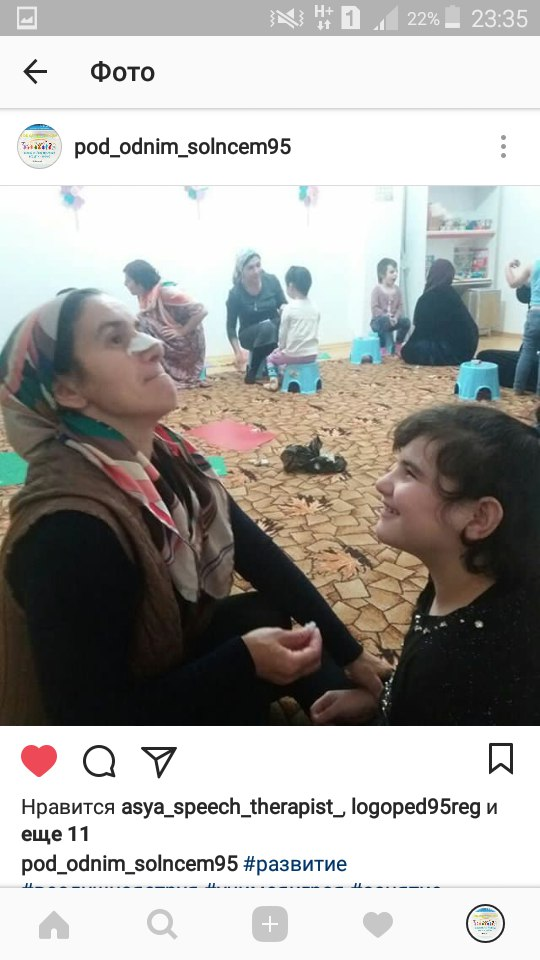 22% 23:35
Фото
pod_odnim_solncem95
Нравится asya_speech_therapist_, logoped95reg и
еще 11
pod_odnim_solncem95 #развитие